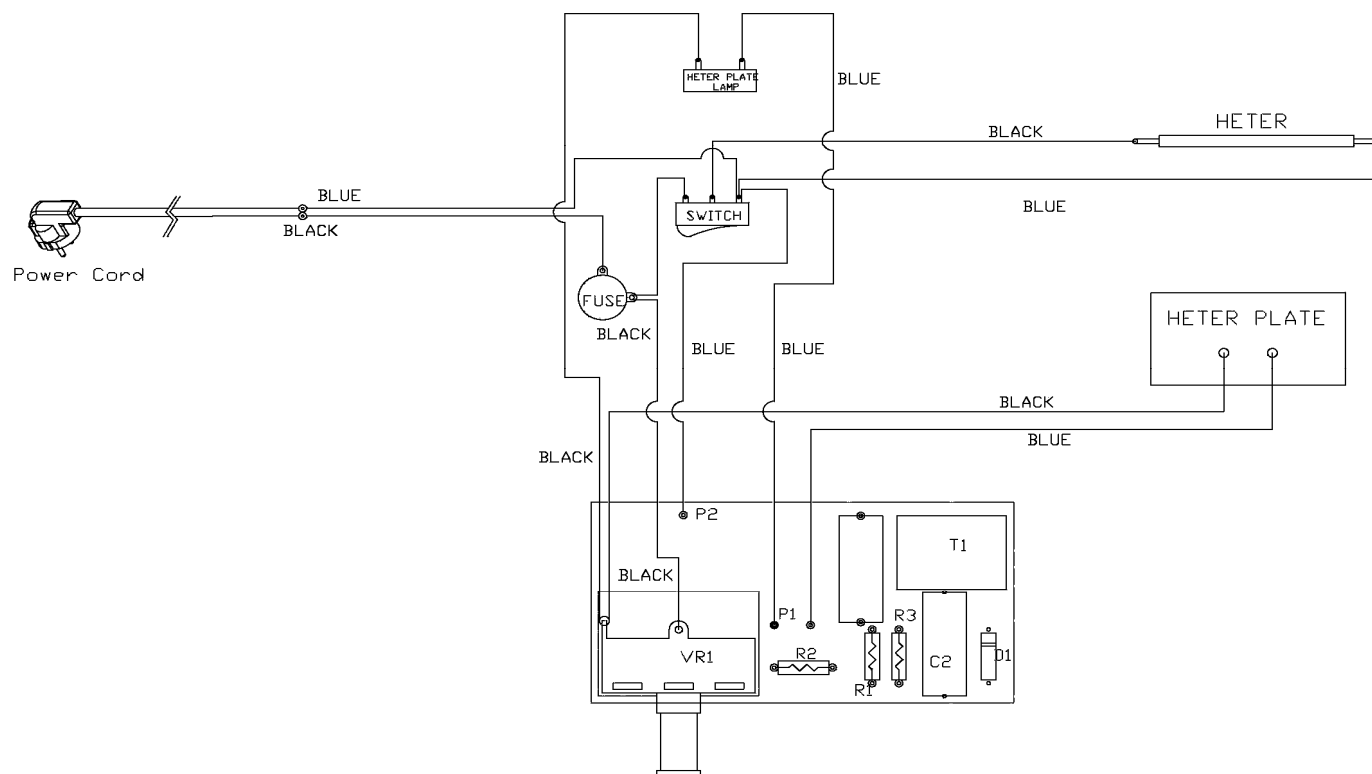 HETER PLATE
LAMP
BLUE
BLACK
HETER
BLUE
SWITCH
BLUE
BLACK
Power Cord
FUSE
HETER PLATE
BLACK
BLUE
BLUE
BLACK
BLUE
BLACK
P2
T1
BLACK
P1
R3
VR1
R2
C2
D1
R1